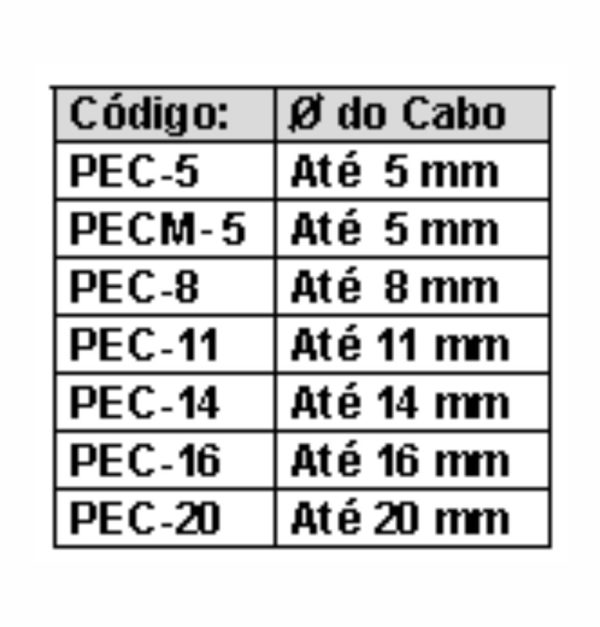 Código: Ø do Cabo
PEC-5 Até 5 mm
PECM-5 Até 5 mm
PEC-8 Até 8 mm
PEC-11 Até 11 mm
PEC-14 Até 14 mm
PEC-16 Até 16 mm
PEC-20 Até 20 mm